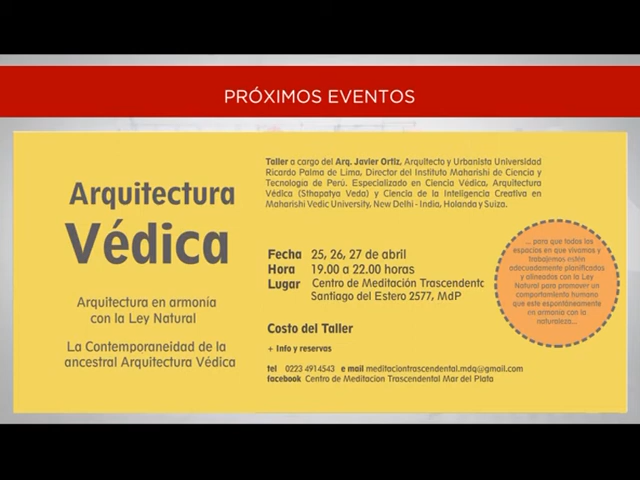 PRÓXIMOS EVENTOS
Arquitectura
Védica
Arquitectura en armonía
con la Ley Natural
La Contemporaneidad de la
ancestral Arquitectura Védica
Taller a cargo del Arq. Javier Ortiz. Arquitecto y Urbanista Universidad
Ricardo Palma de Lima, Director del Instituto Maharishi de Ciencia y
Tecnología de Perú. Especializado en Ciencia Védica, Arquitectura
Védica (Sthapatya Veda) y Ciencia de la Inteligencia Creativa en
Maharishi Vedic University, New Delhi - India, Holanda y Suiza.
Fecha 25, 26, 27 de abril
Hora 19.00 a 22.00 horas
Lugar Centro de Meditación Trascendenta
Santiago del Estero 2577, MdP
Costo del Taller
+ Info y reservas
tel 0223 4914543 e mail meditaciontrascendental.mdq@gmail.com
facebook Centro de Meditacion Trascendental Mar del Plata
... para que todos los
espacios en que vivamos y
trabajemos estén
adecuadamente planificados
y alineados con la Ley
Natural para promover un
comportamiento humano
que este espontáneamente
en armonía con la
naturaleza...